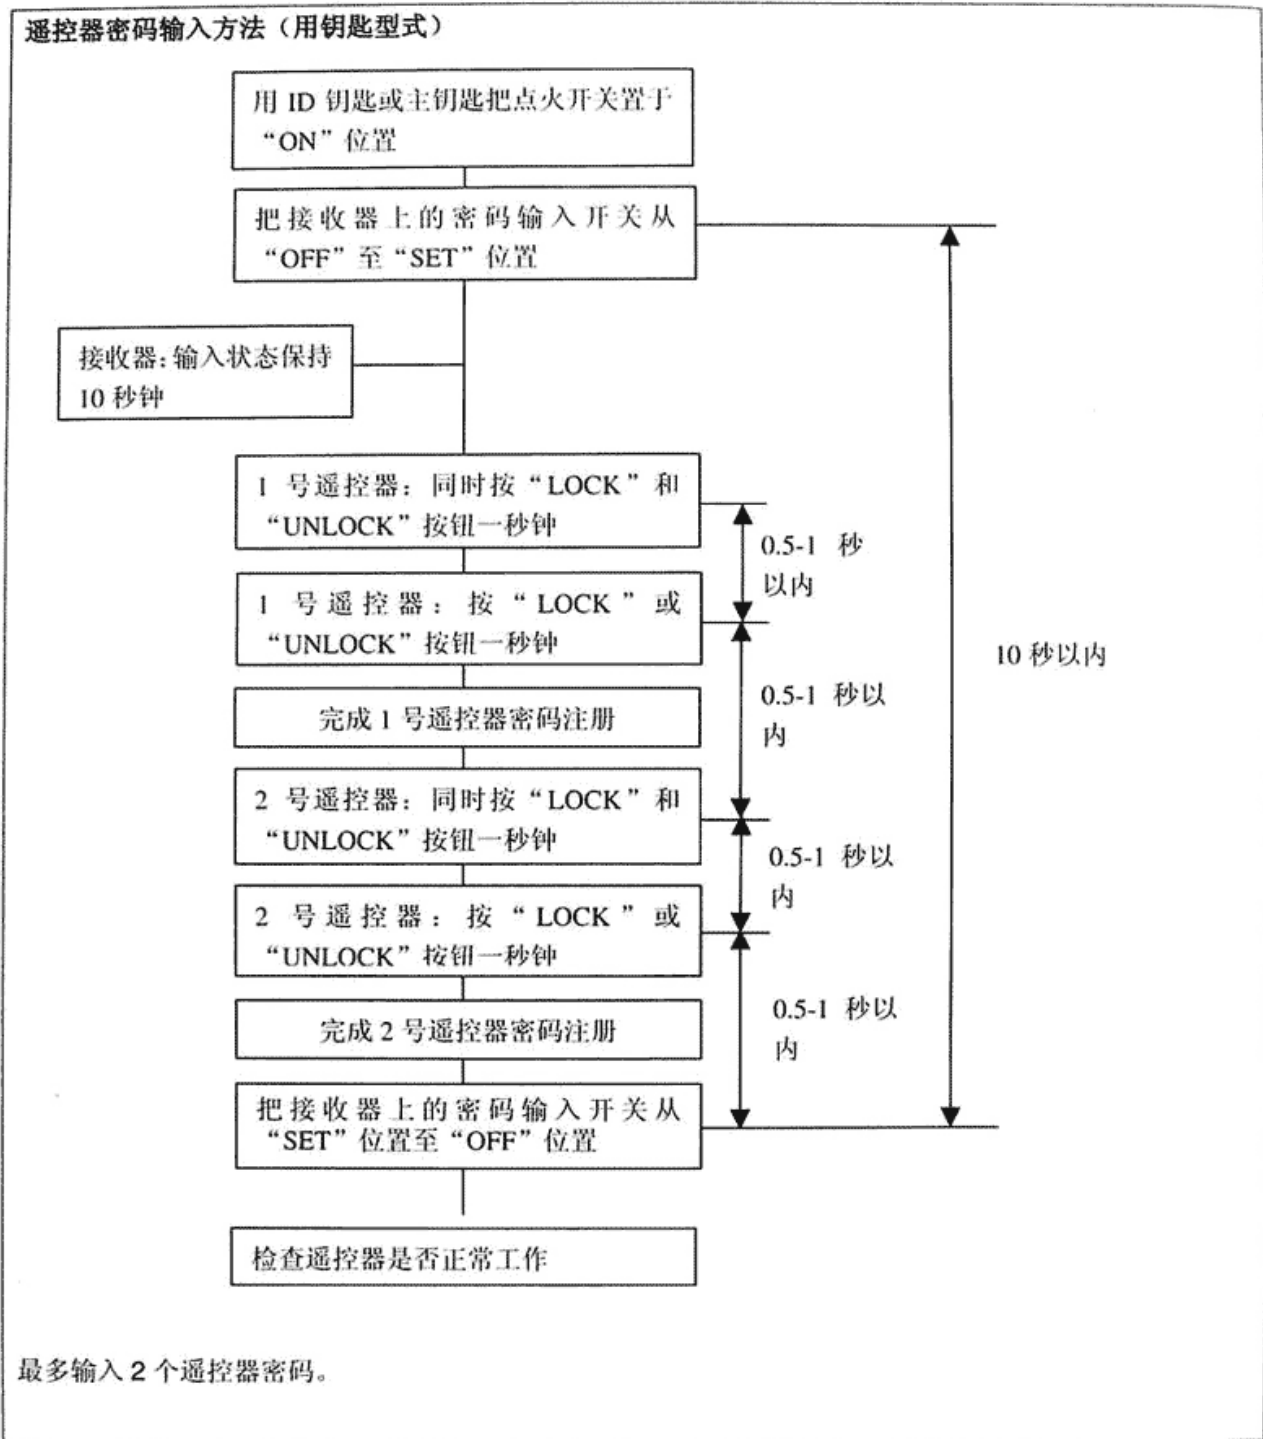 遥控器密码输入方法（用钥匙型式）
用 ID 钥匙或主钥匙把点火开关置于
“ON”位置
把接收器上的密码输入开关从
“OFF”至“SET”位置
接收器：输入状态保持
10 秒钟
1 号遥控器：同时按“LOCK”和
“UNLOCK”按钮一秒钟
0.5-1 秒
以内
1 号遥控器：按“LOCK”或
“UNLOCK”按钮一秒钟
10 秒以内
0.5-1 秒以
内
完成 1 号遥控器密码注册
2 号遥控器：同时按“LOCK”和
“UNLOCK”按钮一秒钟
0.5-1 秒以
内
2 号遥控器：按“LOCK”或
“UNLOCK”按钮一秒钟
0.5-1 秒以
内
完成 2 号遥控器密码注册
把接收器上的密码输入开关从
“SET”位置至“OFF”位置
检查遥控器是否正常工作
最多输入 2 个遥控器密码。